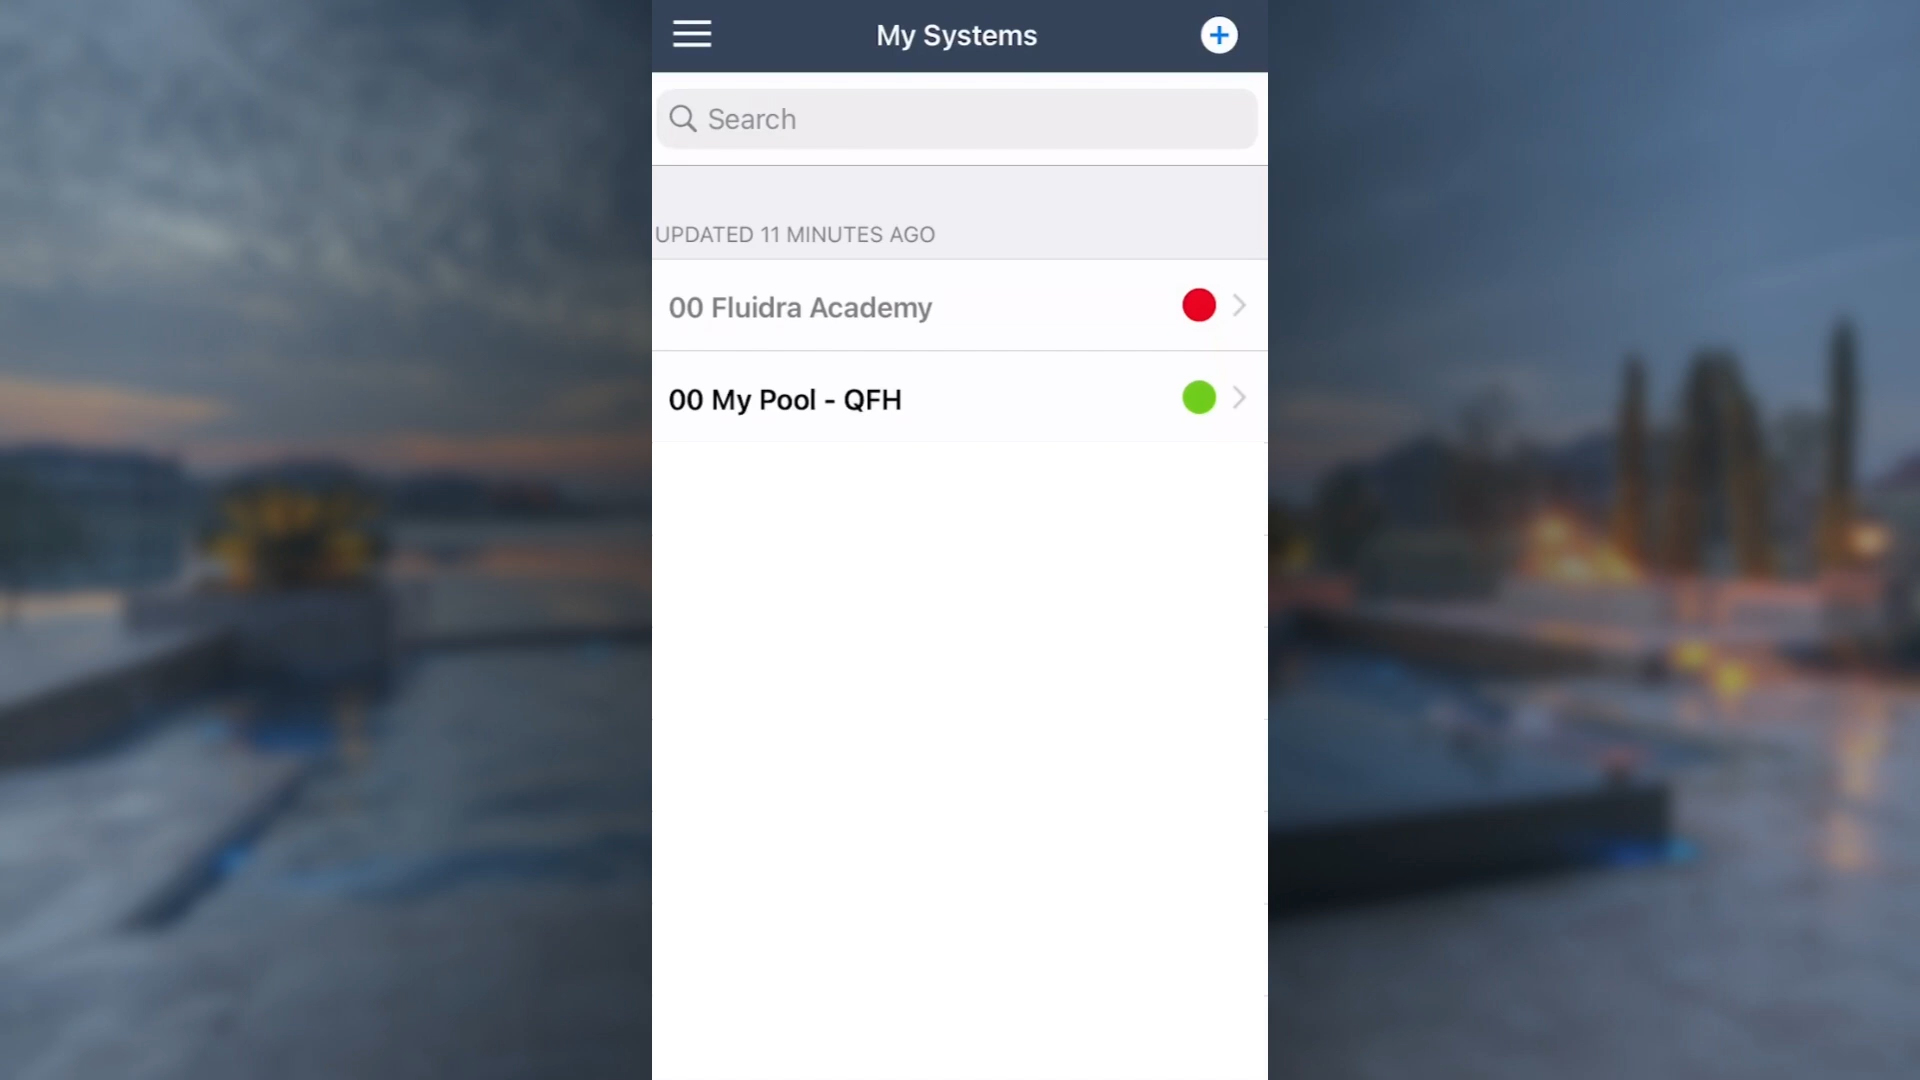 My Systems
Search
UPDATED 11 MINUTES AGO
00 Fluidra Academy
00 My Pool - QFH